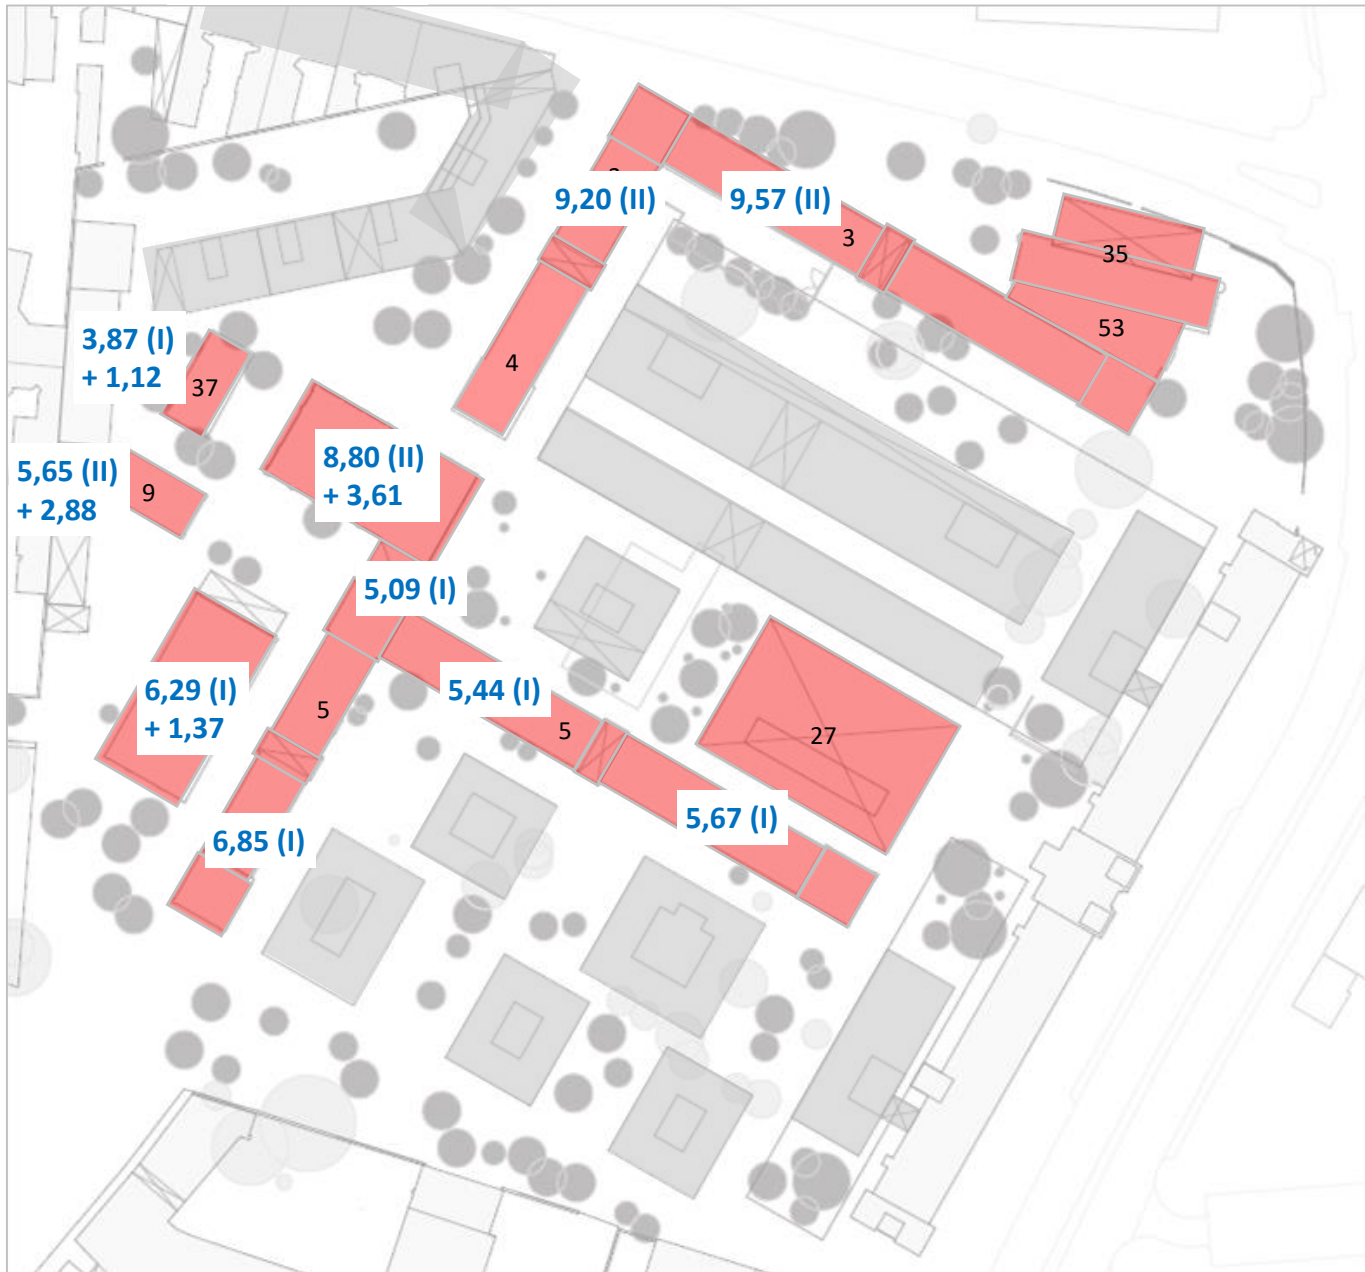 9,20 (II)
9,57 (II)
3
35
53
3,87 (I)
+ 1,12
37
4
5,65 (II)
+ 2,88
9
8,80 (II)
+ 3,61
5,09 (I)
6,29 (I)
+ 1,37
5
5,44 (I)
5
27
5,67 (I)
6,85 (I)